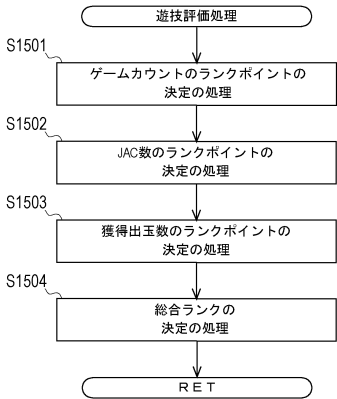 遊技評価処理
S1501
ゲームカウントのランクポイントの
決定の処理
S1502
JAC数のランクポイントの
決定の処理
S1503
獲得出玉数のランクポイントの
決定の処理
S1504
総合ランクの
決定の処理
RET